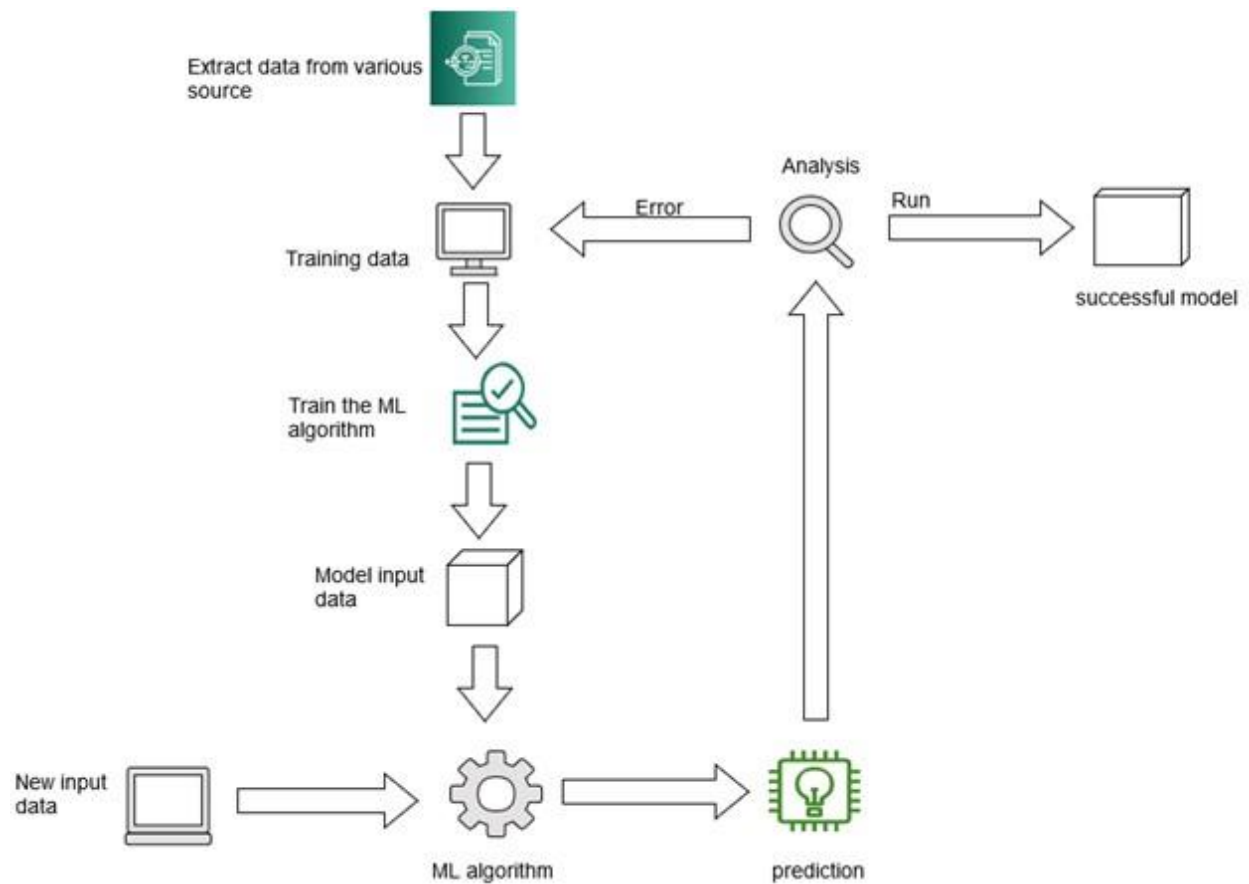 Extract data from various
source
Analysis
Error
Run
Training data
successful model
Train the ML
algorithm
Model input
data
New input
data
ML algorithm
prediction